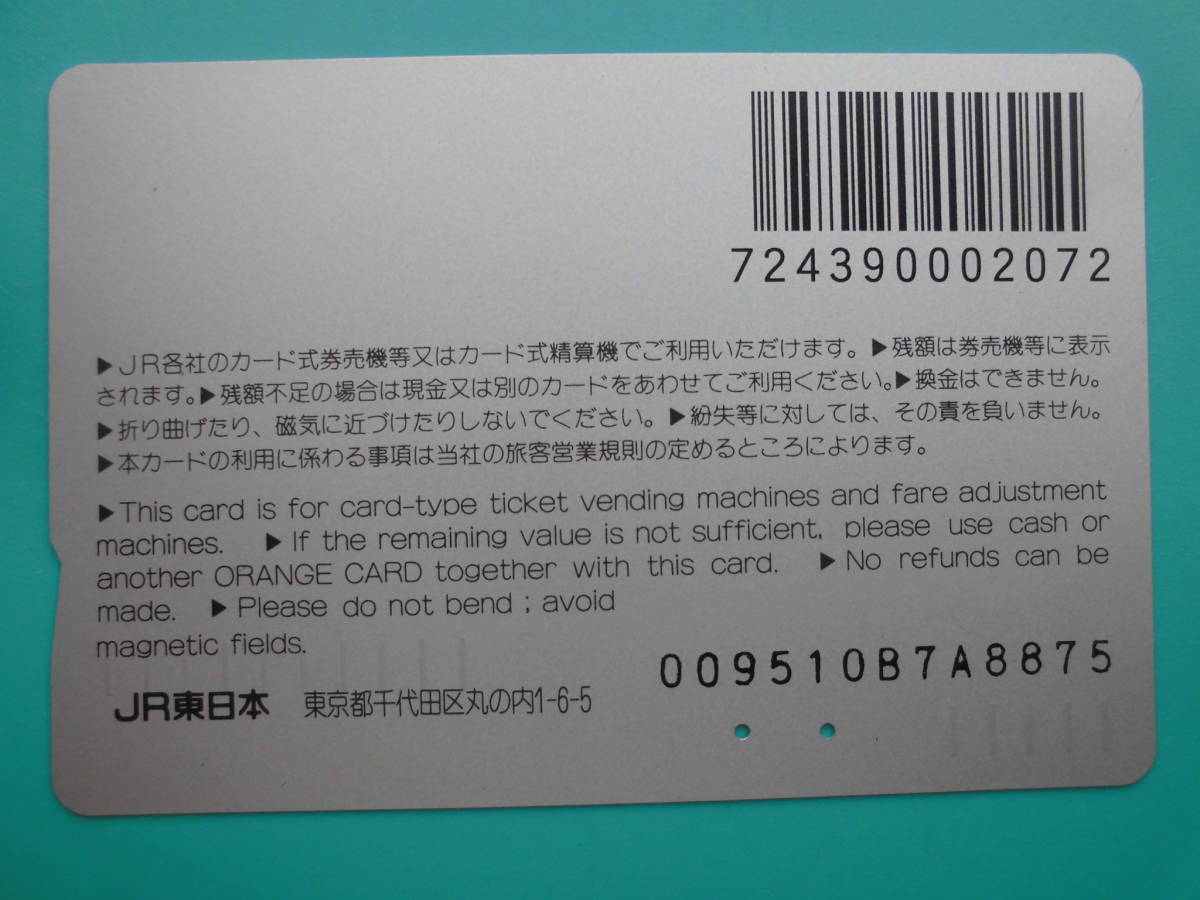 724390002072
▶JR各社のカード式券売機等又はカード式精算機でご利用いただけます。▶残額は券売機等に表示
されます。▶残額不足の場合は現金又は別のカードをあわせてご利用ください。▶換金はできません。
▶折り曲げたり、磁気に近づけたりしないでください。▶紛失等に対しては、その責を負いません。
▶本カードの利用に係わる事項は当社の旅客営業規則の定めるところによります。
▶This card is for card-type ticket vending machines and fare adjustment
machines. ▶If the remaining value is not sufficient, please use cash or
another ORANGE CARD together with this card. ▶No refunds can be
made. ▶Please do not bend ; avoid
magnetic fields.
009510B7A8875
JR東日本 東京都千代田区丸の内1-6-5